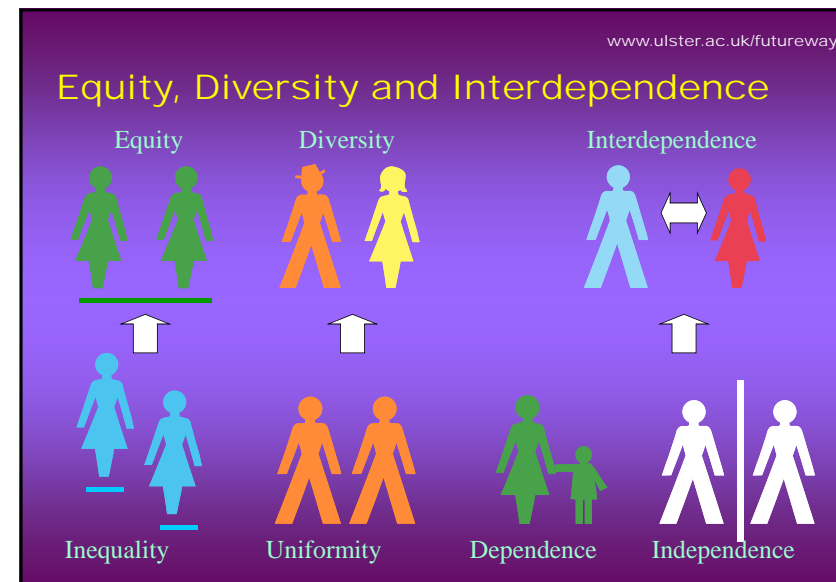 www.ulster.ac.uk/futureway
Equity, Diversity and Interdependence
Equity Diversity Interdependence
Inequality Uniformity Dependence Independence